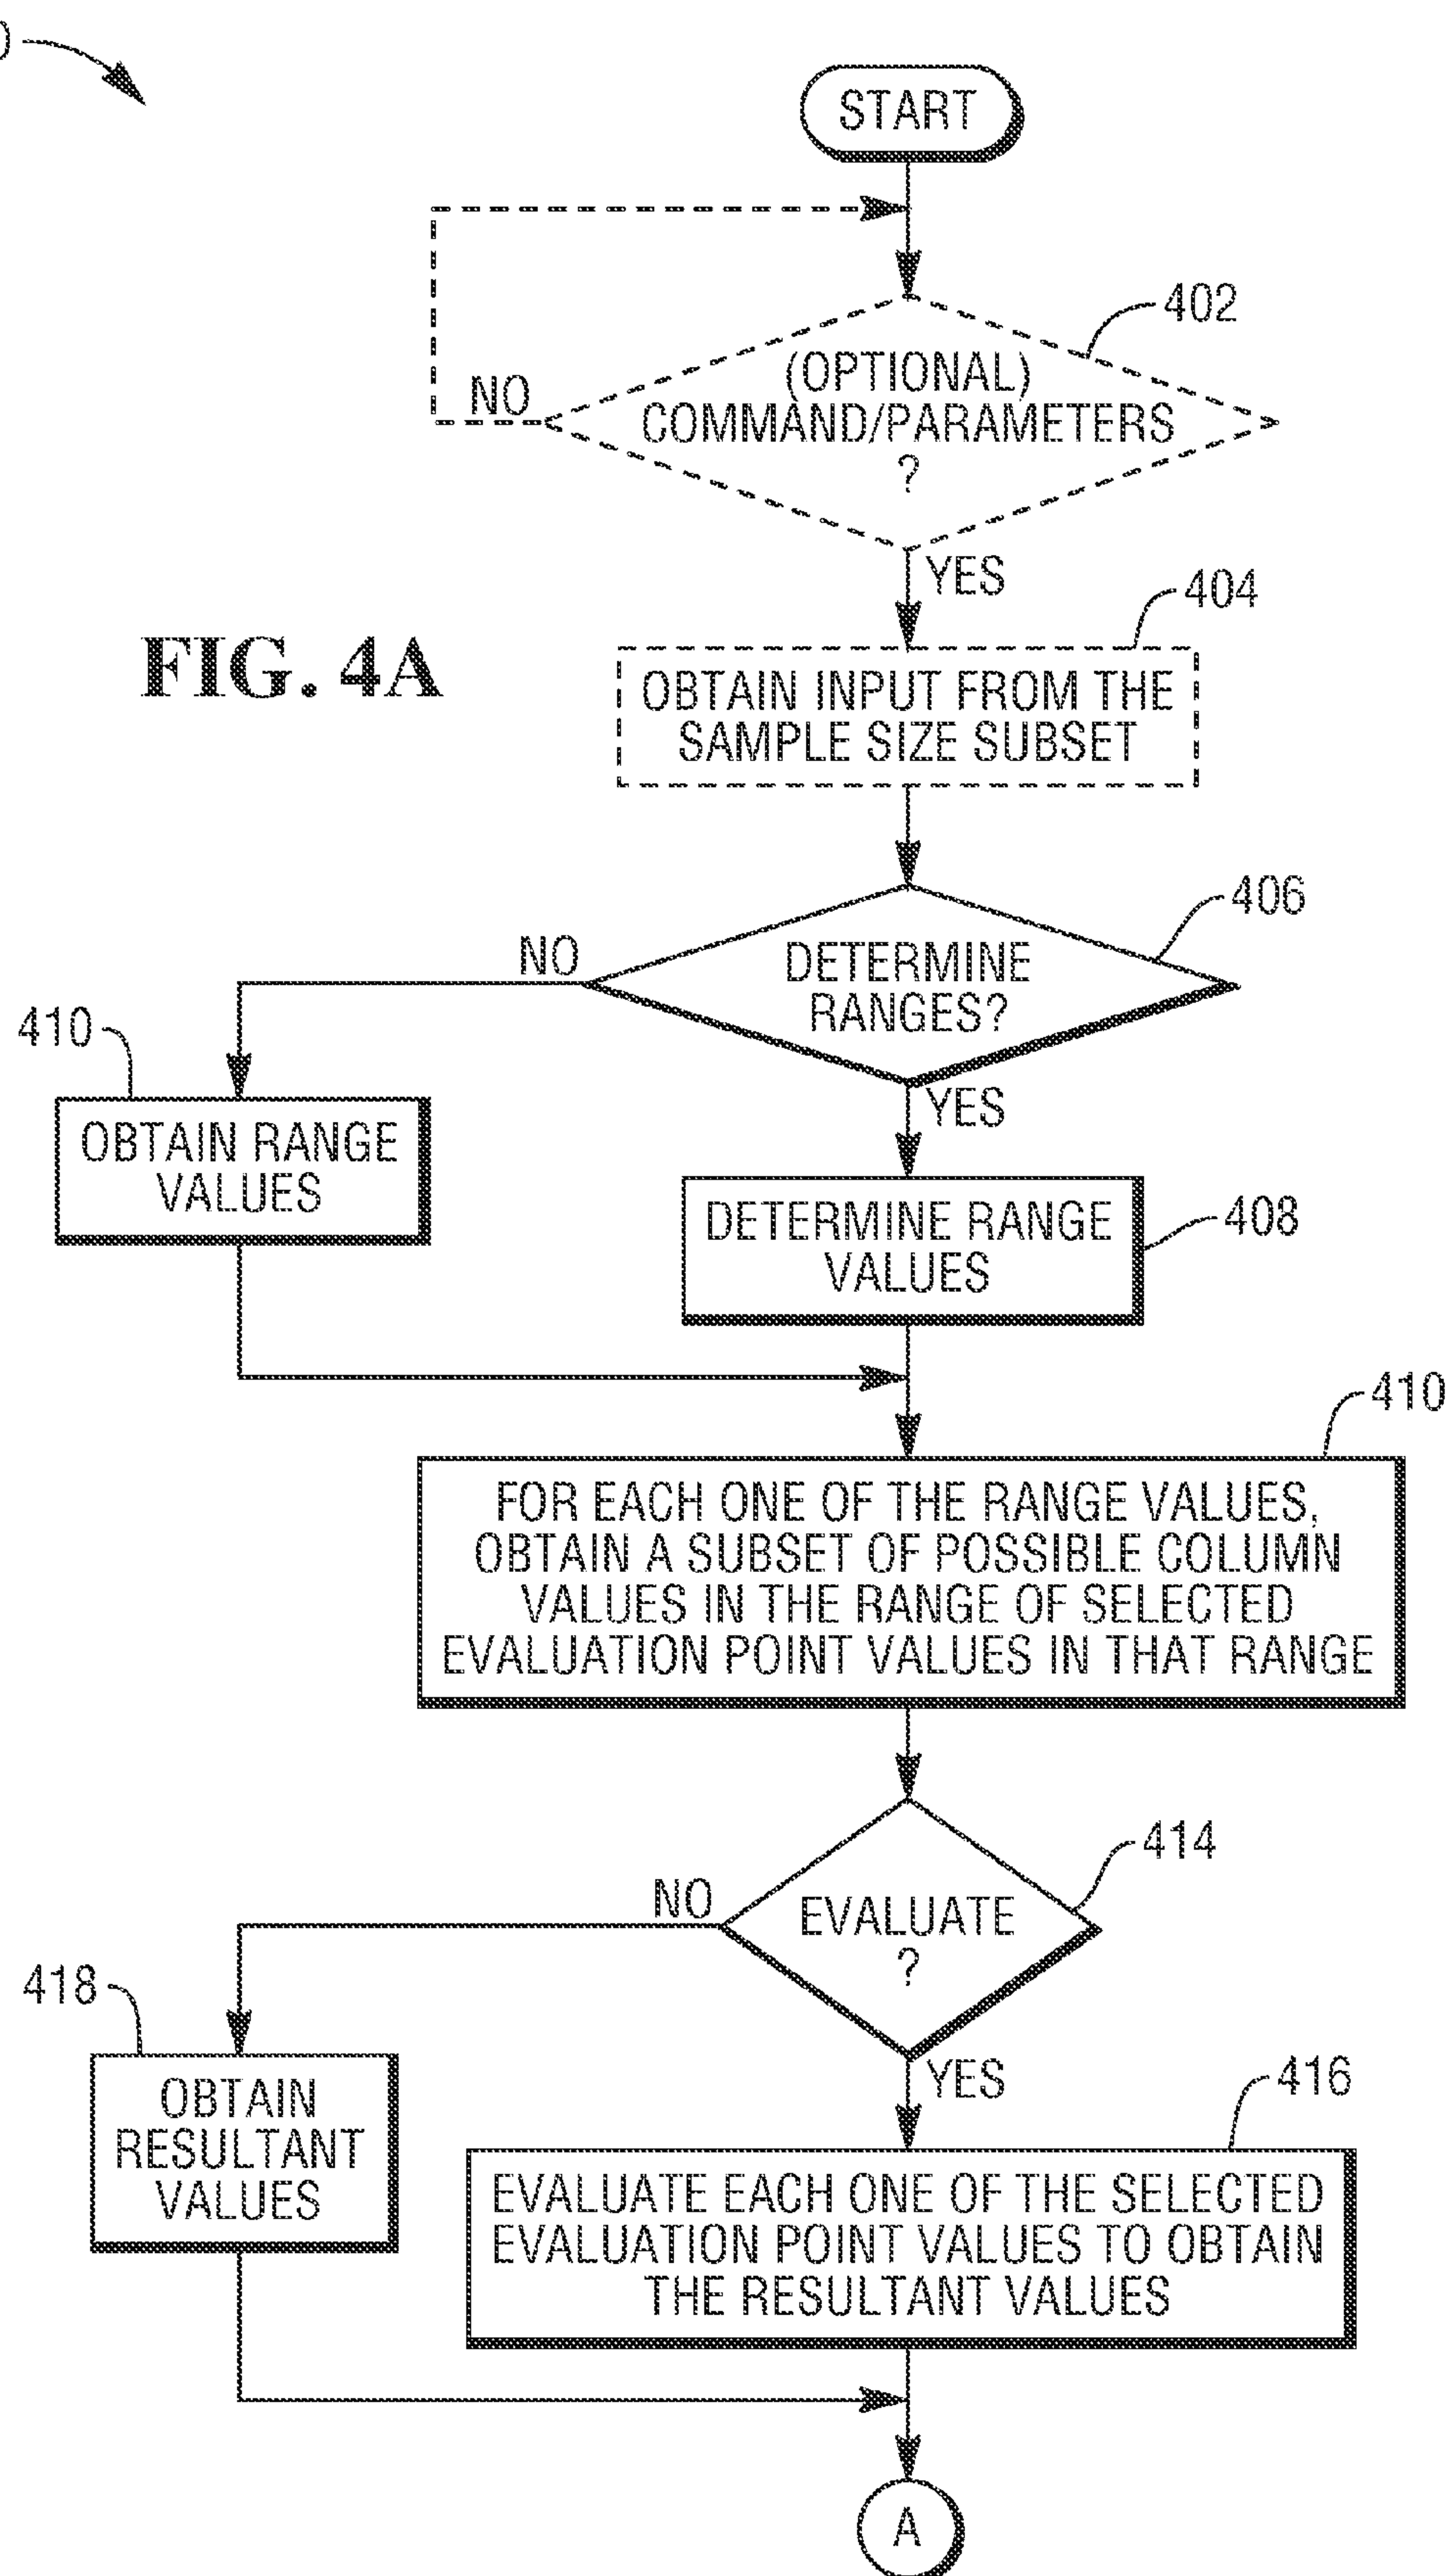 START
402
(OPTIONAL)
COMMAND/PARAMETERS
?
NO
YES
404
FIG. 4A
OBTAIN INPUT FROM THE
SAMPLE SIZE SUBSET
406
NO
DETERMINE
RANGES?
410
YES
OBTAIN RANGE
VALUES
DETERMINE RANGE
VALUES
408
410
FOR EACH ONE OF THE RANGE VALUES,
OBTAIN A SUBSET OF POSSIBLE COLUMN
VALUES IN THE RANGE OF SELECTED
EVALUATION POINT VALUES IN THAT RANGE
414
NO
EVALUATE
?
418
YES
416
OBTAIN
RESULTANT
VALUES
EVALUATE EACH ONE OF THE SELECTED
EVALUATION POINT VALUES TO OBTAIN
THE RESULTANT VALUES
A